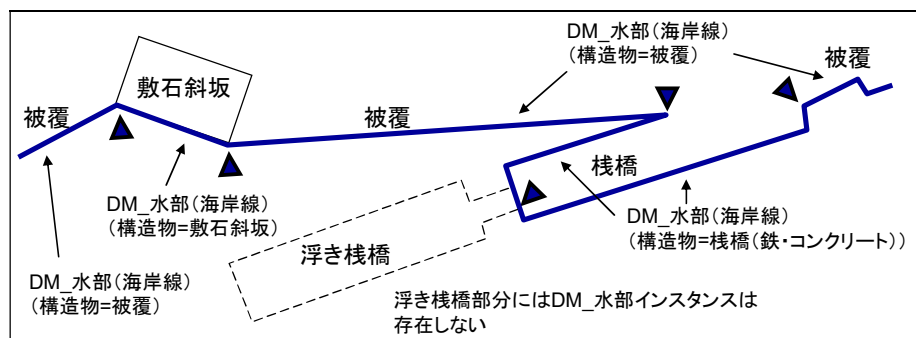 DM_水部(海岸線)
(構造物=被覆)
被覆
敷石斜坂
被覆
被覆
桟橋
DM_水部(海岸線)
(構造物=敷石斜坂)
DM_水部(海岸線)
(構造物=桟橋(鉄・コンクリート))
浮き桟橋
DM_水部(海岸線)
(構造物=被覆)
浮き桟橋部分にはDM_水部インスタンスは
存在しない